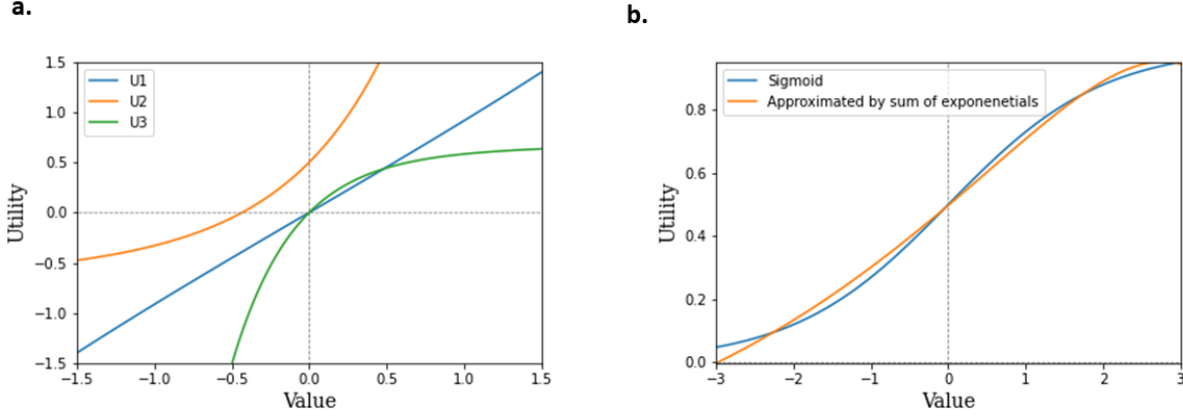 a.
1.5
1.0
0.5
0.0
−0.5
−1.0
−1.5
Utility
U1
U2
U3
−1.5 −1.0 −0.5 0.0 0.5 1.0 1.5
Value
b.
0.8
0.6
0.4
0.2
0.0
Utility
Sigmoid
Approximated by sum of exponenetials
−3 −2 −1 0 1 2 3
Value